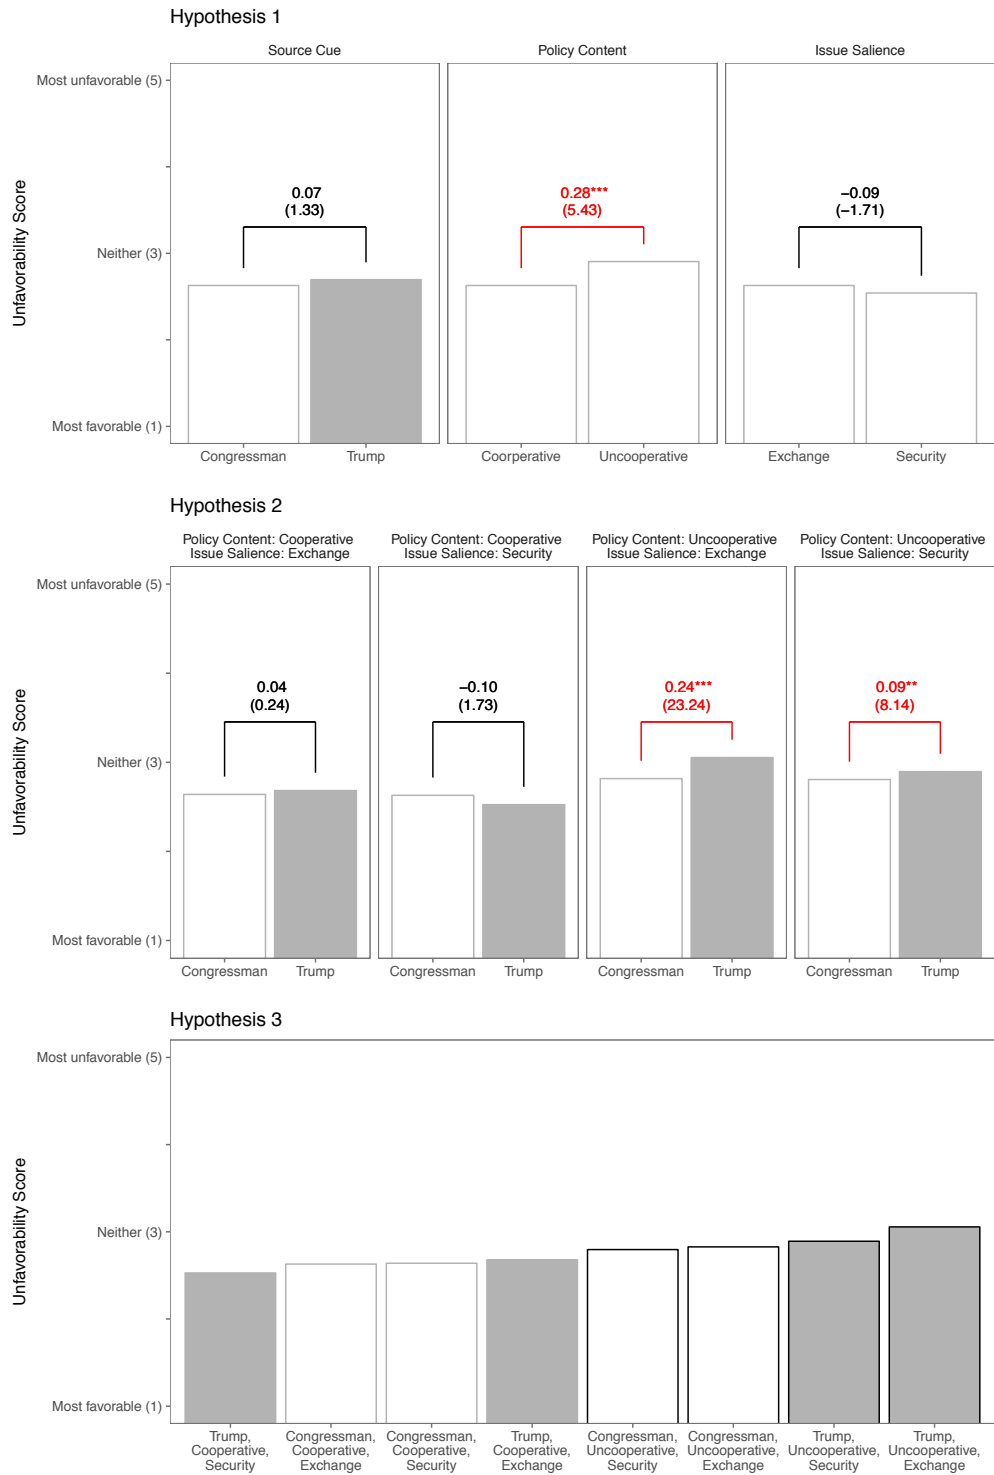 Hypothesis 1
Source Cue
Policy Content
Issue Salience
Unfavorability Score
Most unfavorable (5)
Neither (3)
Most favorable (1)
0.07
(1.33)
0.28***
(5.43)
−0.09
(−1.71)
Congressman
Trump
Coorperative
Uncooperative
Exchange
Security
Hypothesis 2
Policy Content: Cooperative
Issue Salience: Exchange
Policy Content: Cooperative
Issue Salience: Security
Policy Content: Uncooperative
Issue Salience: Exchange
Policy Content: Uncooperative
Issue Salience: Security
Unfavorability Score
Most unfavorable (5)
Neither (3)
Most favorable (1)
0.04
(0.24)
−0.10
(1.73)
0.24***
(23.24)
0.09**
(8.14)
Congressman
Trump
Congressman
Trump
Congressman
Trump
Congressman
Trump
Hypothesis 3
Unfavorability Score
Most unfavorable (5)
Neither (3)
Most favorable (1)
Trump,
Cooperative,
Security
Congressman,
Cooperative,
Exchange
Congressman,
Cooperative,
Security
Trump,
Cooperative,
Exchange
Congressman,
Uncooperative,
Security
Congressman,
Uncooperative,
Exchange
Trump,
Uncooperative,
Security
Trump,
Uncooperative,
Exchange